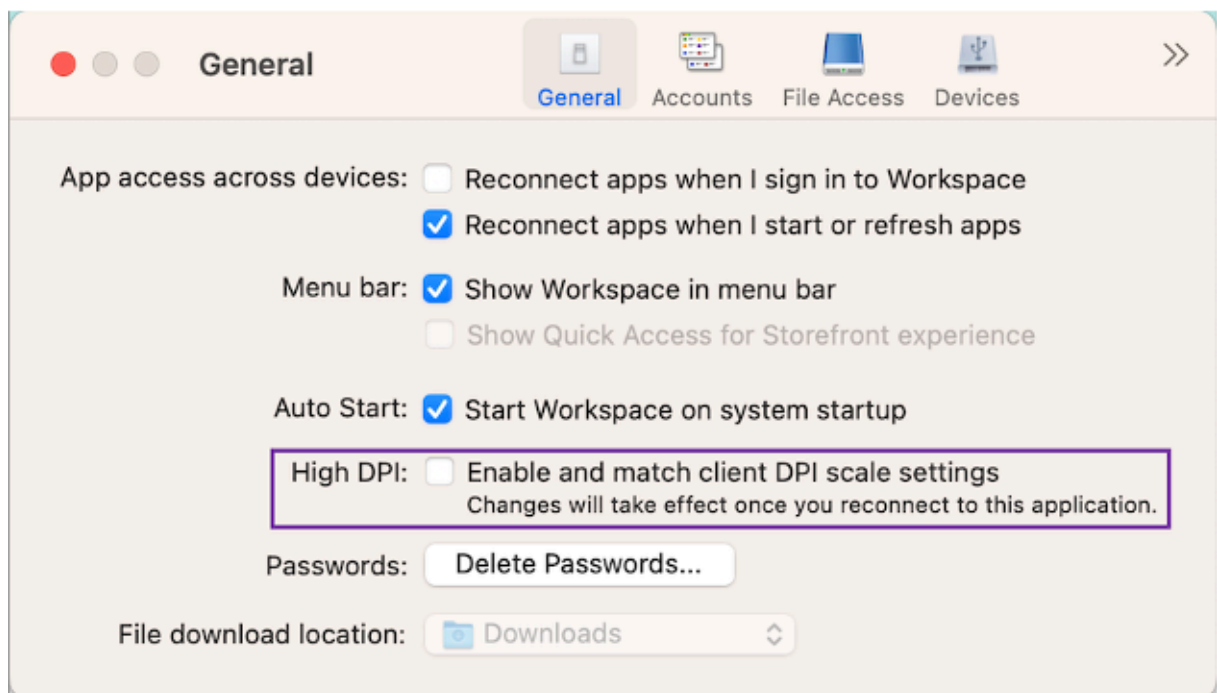 General
General
Accounts
File Access
Devices
App access across devices: Reconnect apps when I sign in to Workspace
Reconnect apps when I start or refresh apps
Menu bar: Show Workspace in menu bar
Show Quick Access for Storefront experience
Auto Start: Start Workspace on system startup
High DPI: Enable and match client DPI scale settings
Changes will take effect once you reconnect to this application.
Passwords: Delete Passwords...
File download location: Downloads